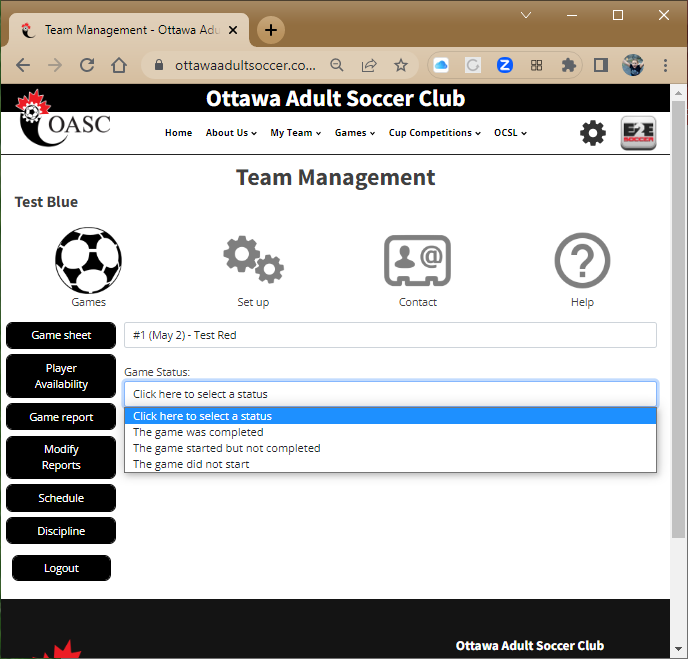 Team Management - Ottawa Adu
ottawaadultsoccer.co...
Ottawa Adult Soccer Club
OASC
Home About Us My Team Games Cup Competitions OCSL
E2E
SOCCER
Team Management
Test Blue
Games Set up Contact Help
Game sheet
#1 (May 2) - Test Red
Player
Availability
Game Status:
Click here to select a status
Click here to select a status
The game was completed
The game started but not completed
The game did not start
Game report
Modify
Reports
Schedule
Discipline
Logout
Ottawa Adult Soccer Club